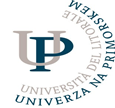 UP
UNIVERSITÀ DEL LITORALE
UNIVERZA NA PRIMORSKEM